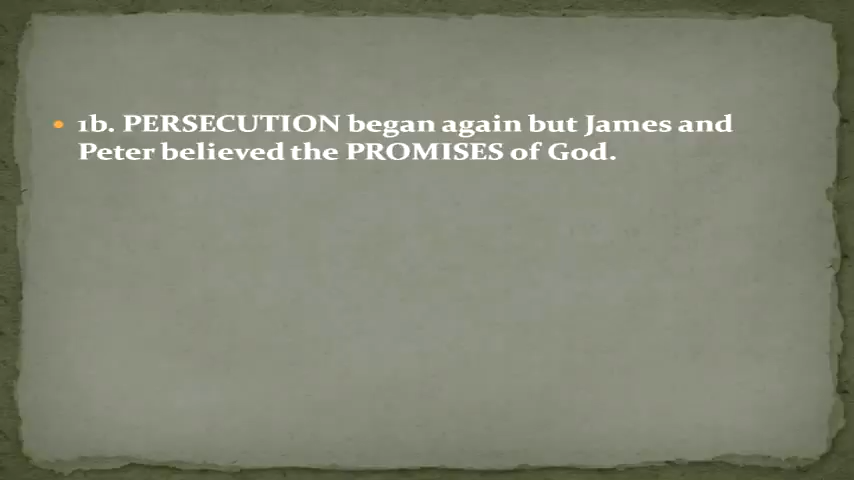 • 1b. PERSECUTION began again but James and
Peter believed the PROMISES of God.